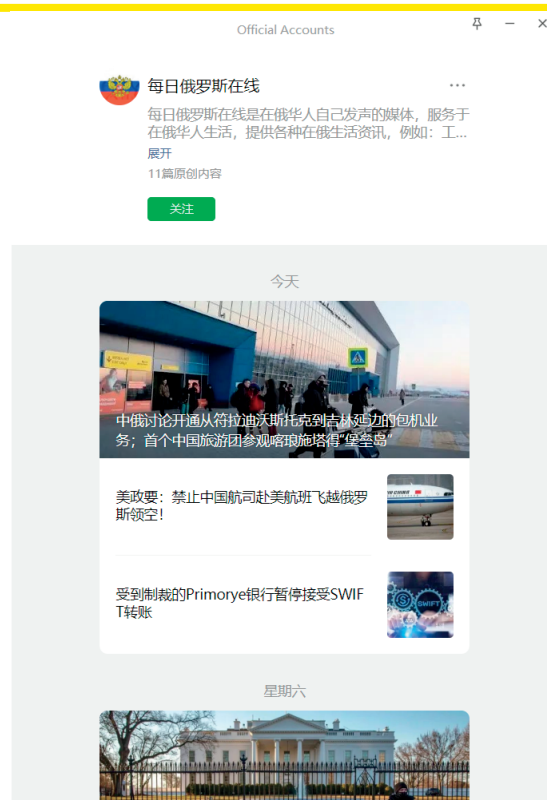 Official Accounts
每日俄罗斯在线
每日俄罗斯在线是在俄华人自己发声的媒体，服务于
在俄华人生活，提供各种在俄生活资讯，例如：工...
展开
11篇原创内容
关注
今天
中俄讨论开通从符拉迪沃斯托克到吉林延边的包机业
务；首个中国旅游团参观喀琅施塔得“堡垒岛”
美政要：禁止中国航司赴美航班飞越俄罗
斯领空！
受到制裁的Primorye银行暂停接受SWIF
T转账
SWIFT
星期六